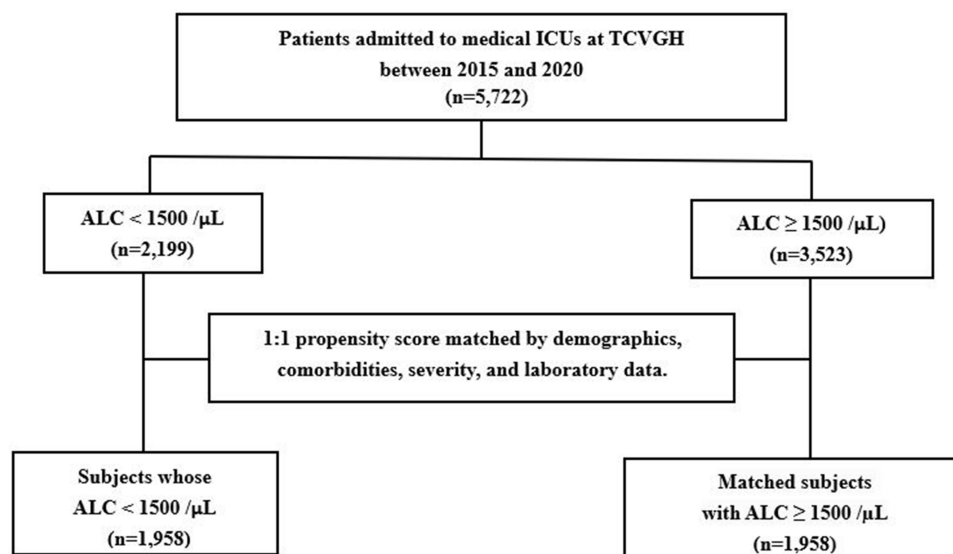 Patients admitted to medical ICUs at TCVGH
between 2015 and 2020
(n=5,722)
ALC < 1500 /μL
(n=2,199)
ALC ≥ 1500 /μL)
(n=3,523)
1:1 propensity score matched by demographics,
comorbidities, severity, and laboratory data.
Subjects whose
ALC < 1500 /μL
(n=1,958)
Matched subjects
with ALC ≥ 1500 /μL
(n=1,958)